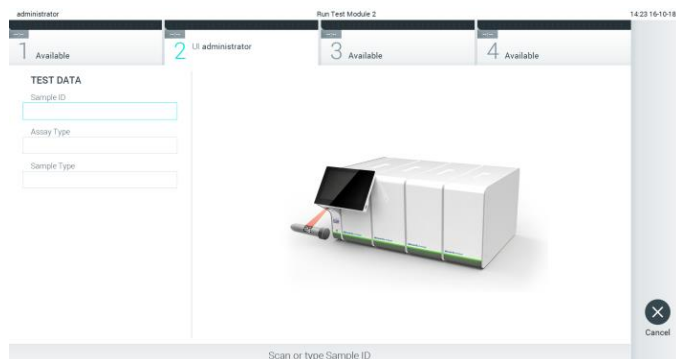 administrator
Run Test Module 2
14:23 16-10-18
--:--
--:--
--:--
--:--
1 Available
2 UI administrator
3 Available
4 Available
TEST DATA
Sample ID
Assay Type
Sample Type
Cancel
Scan or type Sample ID